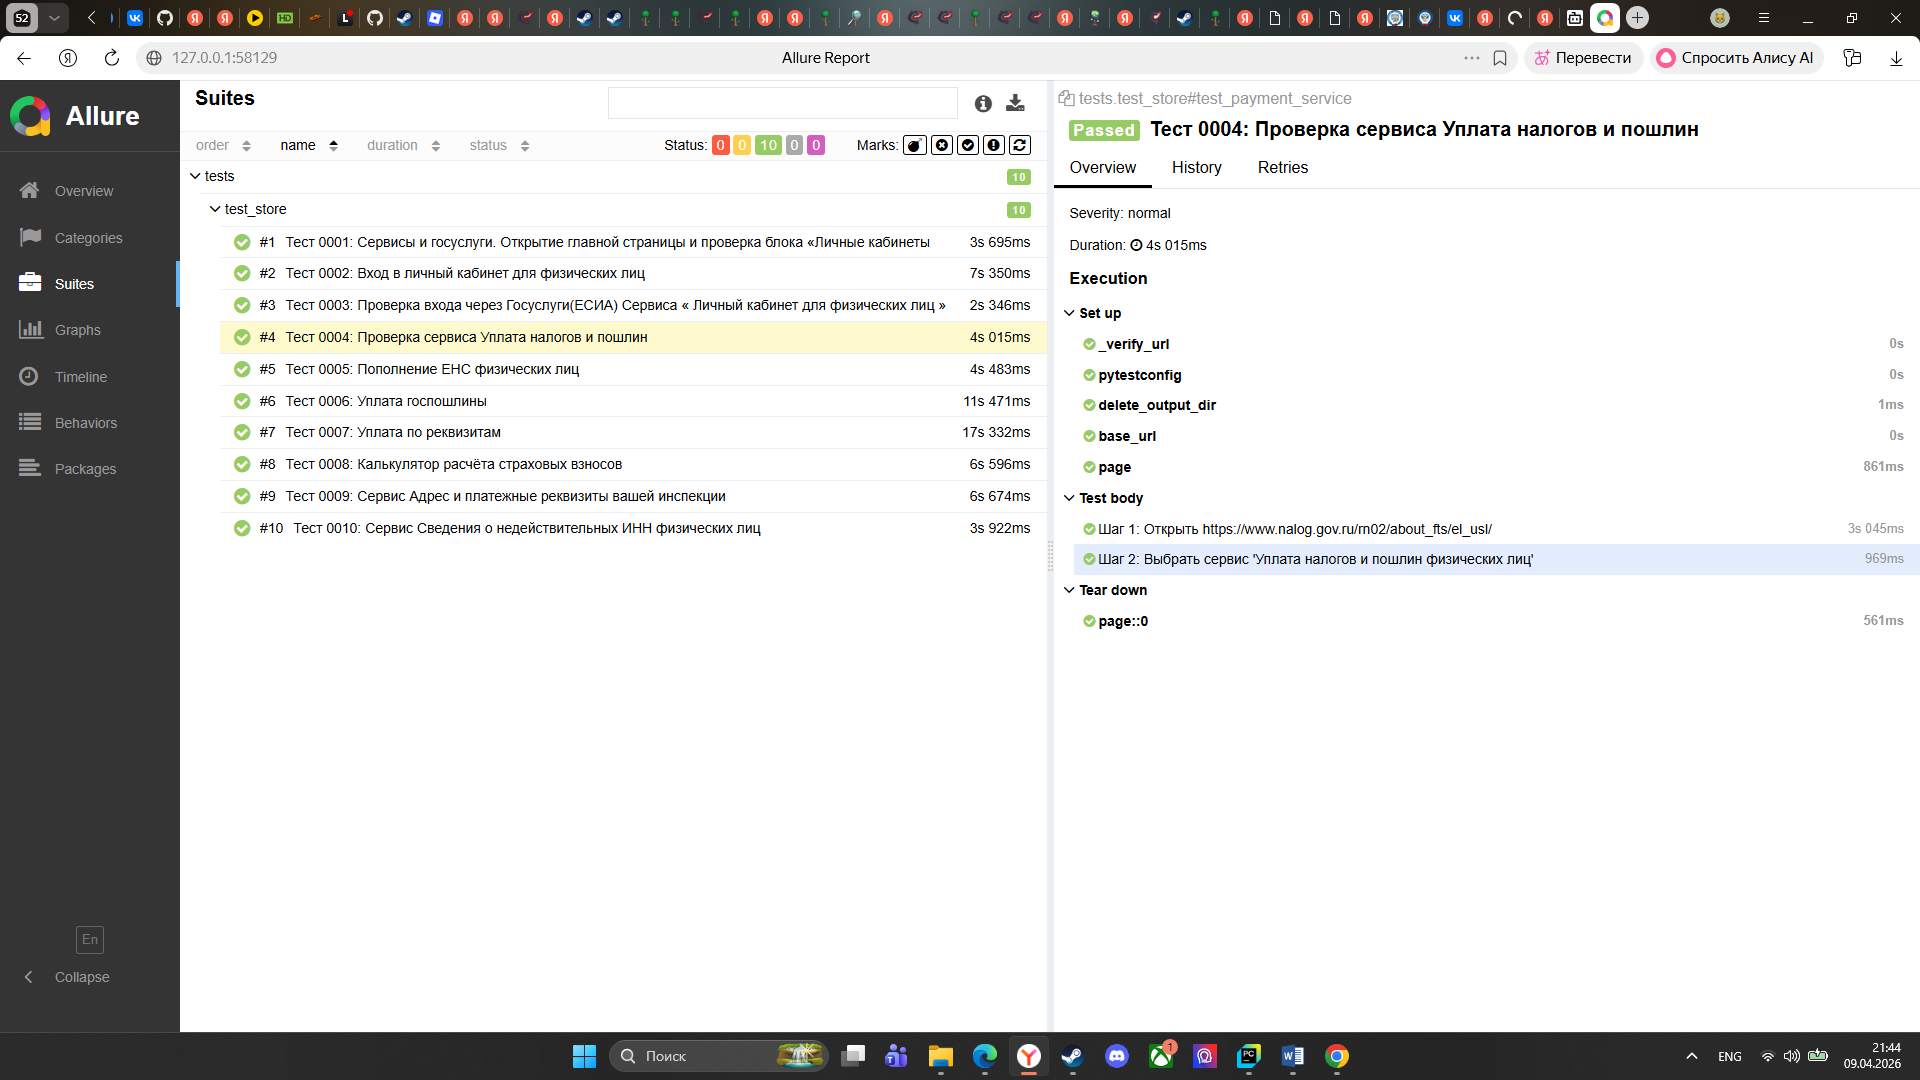 52
HD
127.0.0.1:58129
Allure Report
Перевести
Спросить Алису AI
Allure
Overview
Categories
Suites
Graphs
Timeline
Behaviors
Packages
En
Collapse
Suites
order name duration status
Status: 0 0 10 0 0
Marks:
tests 10
test_store 10
#1 Тест 0001: Сервисы и госуслуги. Открытие главной страницы и проверка блока «Личные кабинеты 3s 695ms
#2 Тест 0002: Вход в личный кабинет для физических лиц 7s 350ms
#3 Тест 0003: Проверка входа через Госуслуги(ЕСИА) Сервиса « Личный кабинет для физических лиц » 2s 346ms
#4 Тест 0004: Проверка сервиса Уплата налогов и пошлин 4s 015ms
#5 Тест 0005: Пополнение ЕНС физических лиц 4s 483ms
#6 Тест 0006: Уплата госпошлины 11s 471ms
#7 Тест 0007: Уплата по реквизитам 17s 332ms
#8 Тест 0008: Калькулятор расчёта страховых взносов 6s 596ms
#9 Тест 0009: Сервис Адрес и платежные реквизиты вашей инспекции 6s 674ms
#10 Тест 0010: Сервис Сведения о недействительных ИНН физических лиц 3s 922ms
tests.test_store#test_payment_service
Passed Тест 0004: Проверка сервиса Уплата налогов и пошлин
Overview History Retries
Severity: normal
Duration: 4s 015ms
Execution
Set up
_verify_url 0s
pytestconfig 0s
delete_output_dir 1ms
base_url 0s
page 861ms
Test body
Шаг 1: Открыть https://www.nalog.gov.ru/rn02/about_fts/el_usl/ 3s 045ms
Шаг 2: Выбрать сервис 'Уплата налогов и пошлин физических лиц' 969ms
Tear down
page::0 561ms
Поиск
1
ENG
21:44
09.04.2026